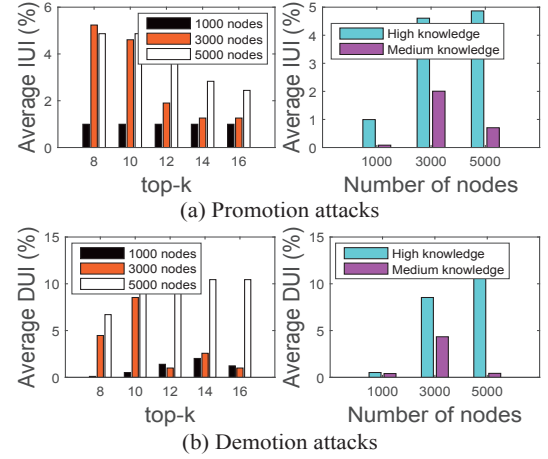 6
4
2
0
Average IUI (%)
1000 nodes
3000 nodes
5000 nodes
8 10 12 14 16
top-k
5
4
3
2
1
0
Average IUI (%)
High knowledge
Medium knowledge
1000 3000 5000
Number of nodes
(a) Promotion attacks
15
10
5
0
Average DUI (%)
1000 nodes
3000 nodes
5000 nodes
8 10 12 14 16
top-k
15
10
5
0
Average DUI (%)
High knowledge
Medium knowledge
1000 3000 5000
Number of nodes
(b) Demotion attacks